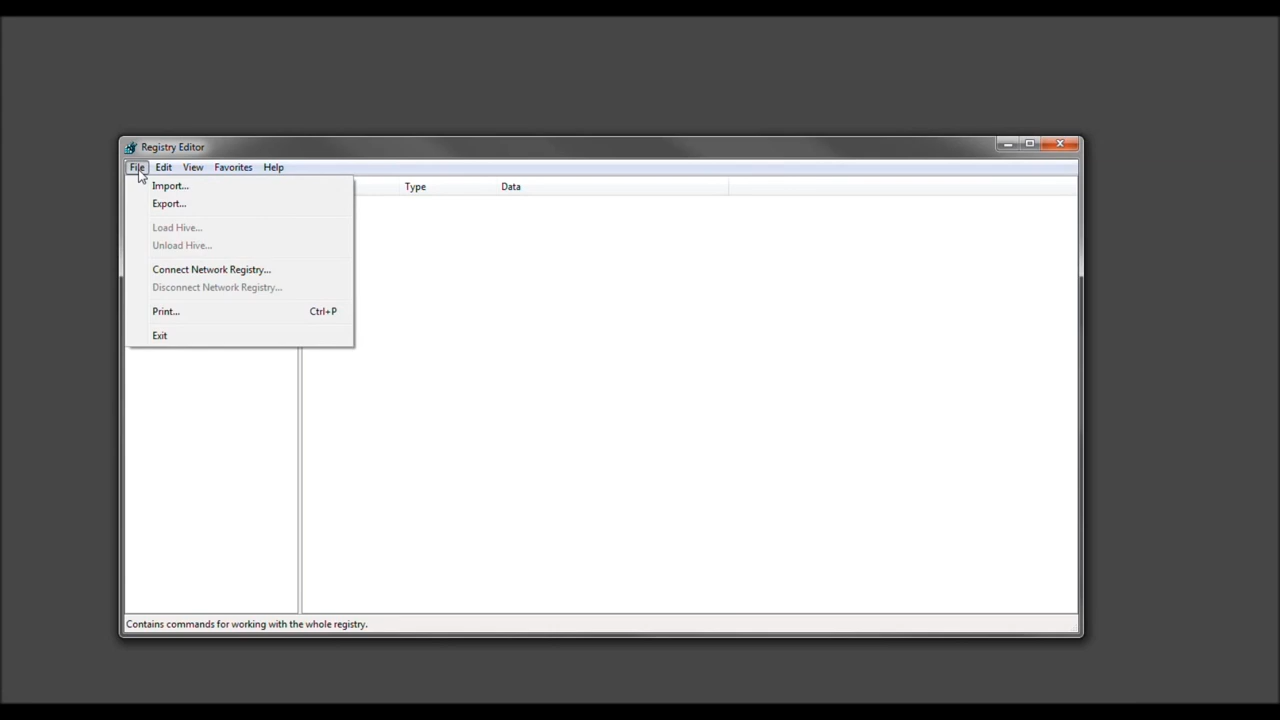 Registry Editor
File Edit View Favorites Help
Type Data
Import...
Export...
Load Hive...
Unload Hive...
Connect Network Registry...
Disconnect Network Registry...
Print... Ctrl+P
Exit
Contains commands for working with the whole registry.